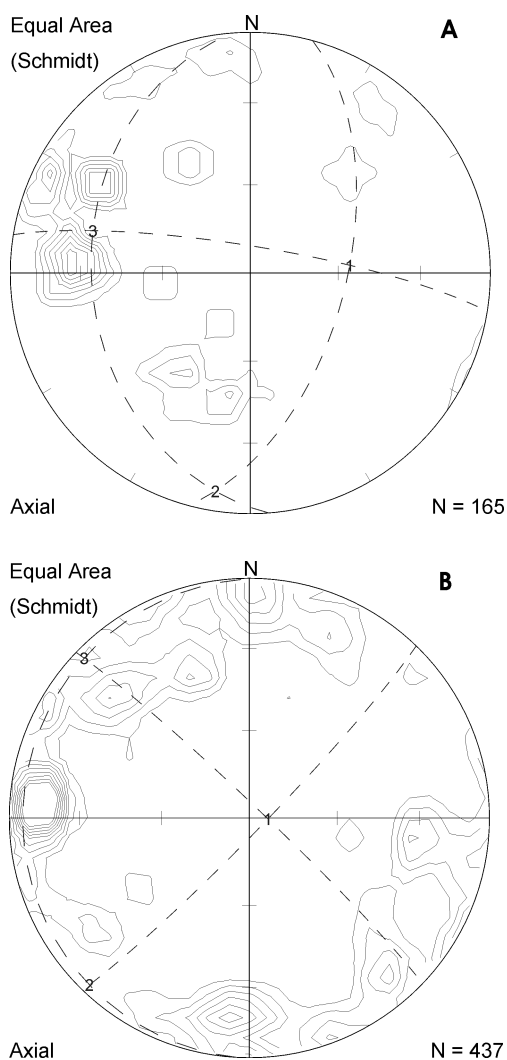 Equal Area
(Schmidt)
N
A
3
1
2
Axial
N = 165
Equal Area
(Schmidt)
N
B
3
1
2
Axial
N = 437